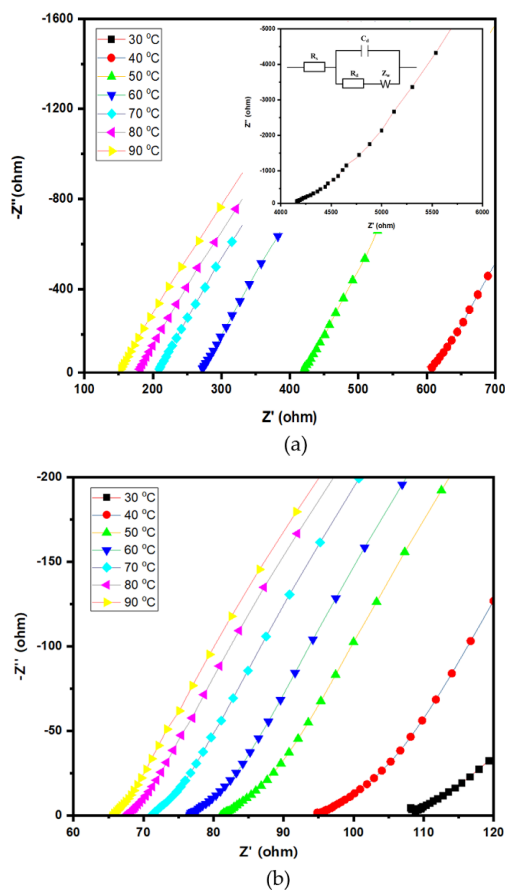 -1600
-1200
-800
-400
0
-Z'' (ohm)
100
200
300
400
500
600
700
Z' (ohm)
30 °C
40 °C
50 °C
60 °C
70 °C
80 °C
90 °C
-5000
-4000
-3000
-2000
-1000
0
Z'' (ohm)
4000
4500
5000
5500
6000
Z' (ohm)
Cd
Rd
Zw
(a)
-200
-150
-100
-50
0
-Z'' (ohm)
60
70
80
90
100
110
120
Z' (ohm)
30 °C
40 °C
50 °C
60 °C
70 °C
80 °C
90 °C
(b)